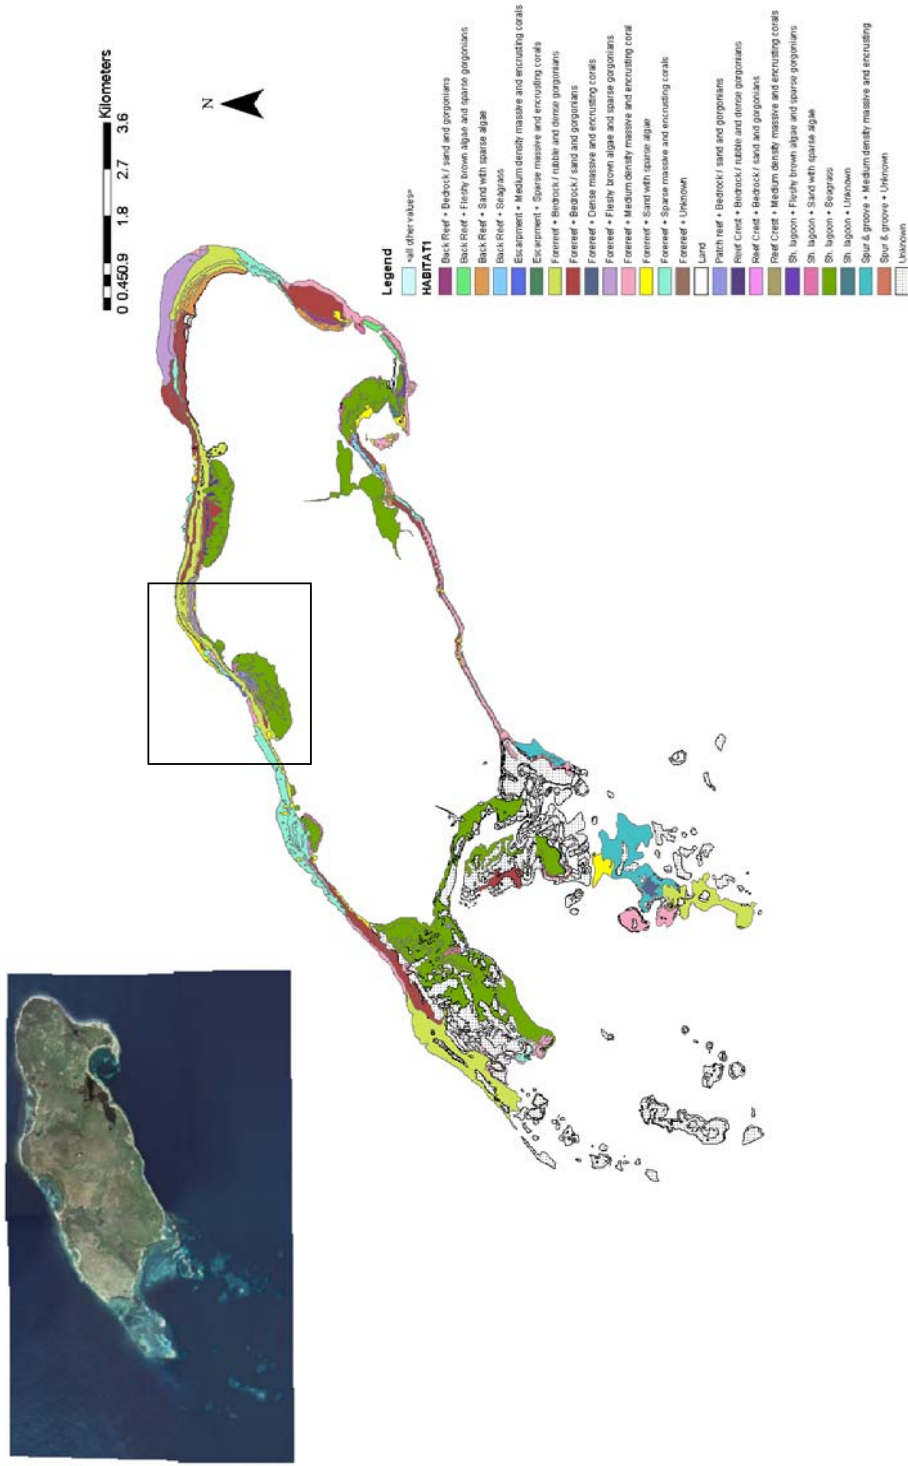 Kilometers
0 0.45 0.9 1.8 2.7 3.6
N
Legend
<all other values>
HABITAT1
Back Reef + Bedrock / sand and gorgonians
Back Reef + Fleshy brown algae and sparse gorgonians
Back Reef + Sand with sparse algae
Back Reef + Seagrass
Escarpment + Medium density massive and encrusting corals
Escarpment + Sparse massive and encrusting corals
Forereef + Bedrock / rubble and dense gorgonians
Forereef + Bedrock / sand and gorgonians
Forereef + Dense massive and encrusting corals
Forereef + Fleshy brown algae and sparse gorgonians
Forereef + Medium density massive and encrusting coral
Forereef + Sand with sparse algae
Forereef + Sparse massive and encrusting corals
Forereef + Unknown
Land
Patch reef + Bedrock / sand and gorgonians
Reef Crest + Bedrock / rubble and dense gorgonians
Reef Crest + Bedrock / sand and gorgonians
Reef Crest + Medium density massive and encrusting corals
Sh. lagoon + Fleshy brown algae and sparse gorgonians
Sh. lagoon + Sand with sparse algae
Sh. lagoon + Seagrass
Sh. lagoon + Unknown
Spur & groove + Medium density massive and encrusting
Spur & groove + Unknown
Unknown